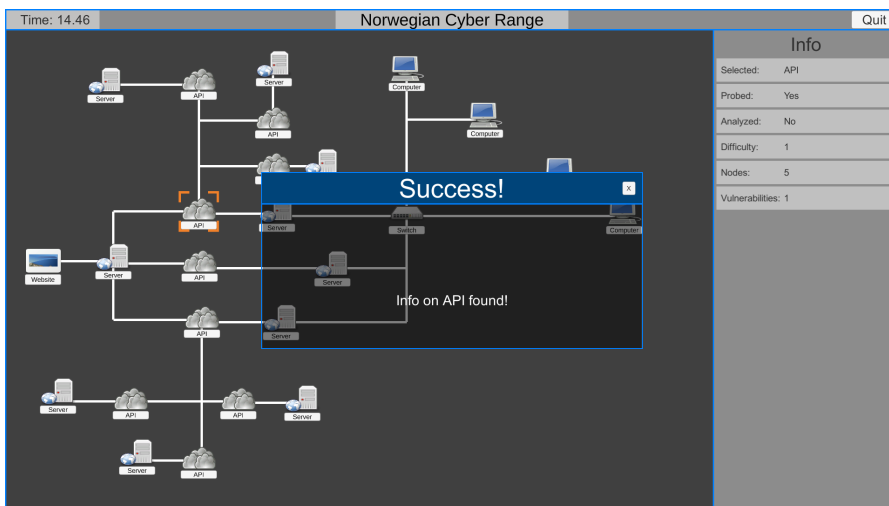 Time: 14.46
Norwegian Cyber Range
Quit
Info
Selected: API
Probed: Yes
Analyzed: No
Difficulty: 1
Nodes: 5
Vulnerabilities: 1
Server
API
Server
Computer
API
Computer
Success!
x
API
Server
Switch
Computer
Website
Server
API
Server
Info on API found!
API
Server
Server
API
API
Server
Server
API